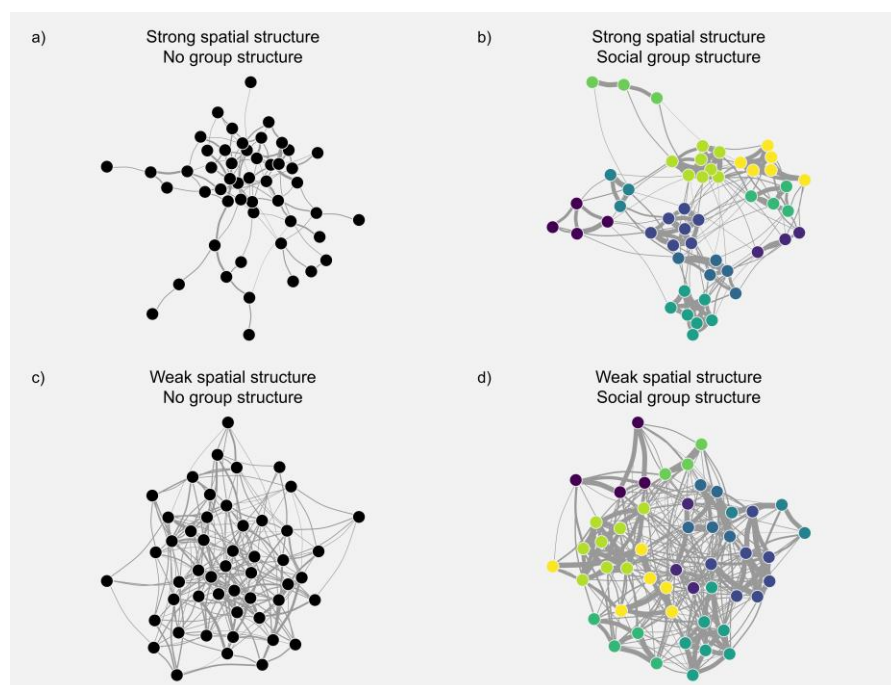 a)
Strong spatial structure
No group structure
b)
Strong spatial structure
Social group structure
c)
Weak spatial structure
No group structure
d)
Weak spatial structure
Social group structure